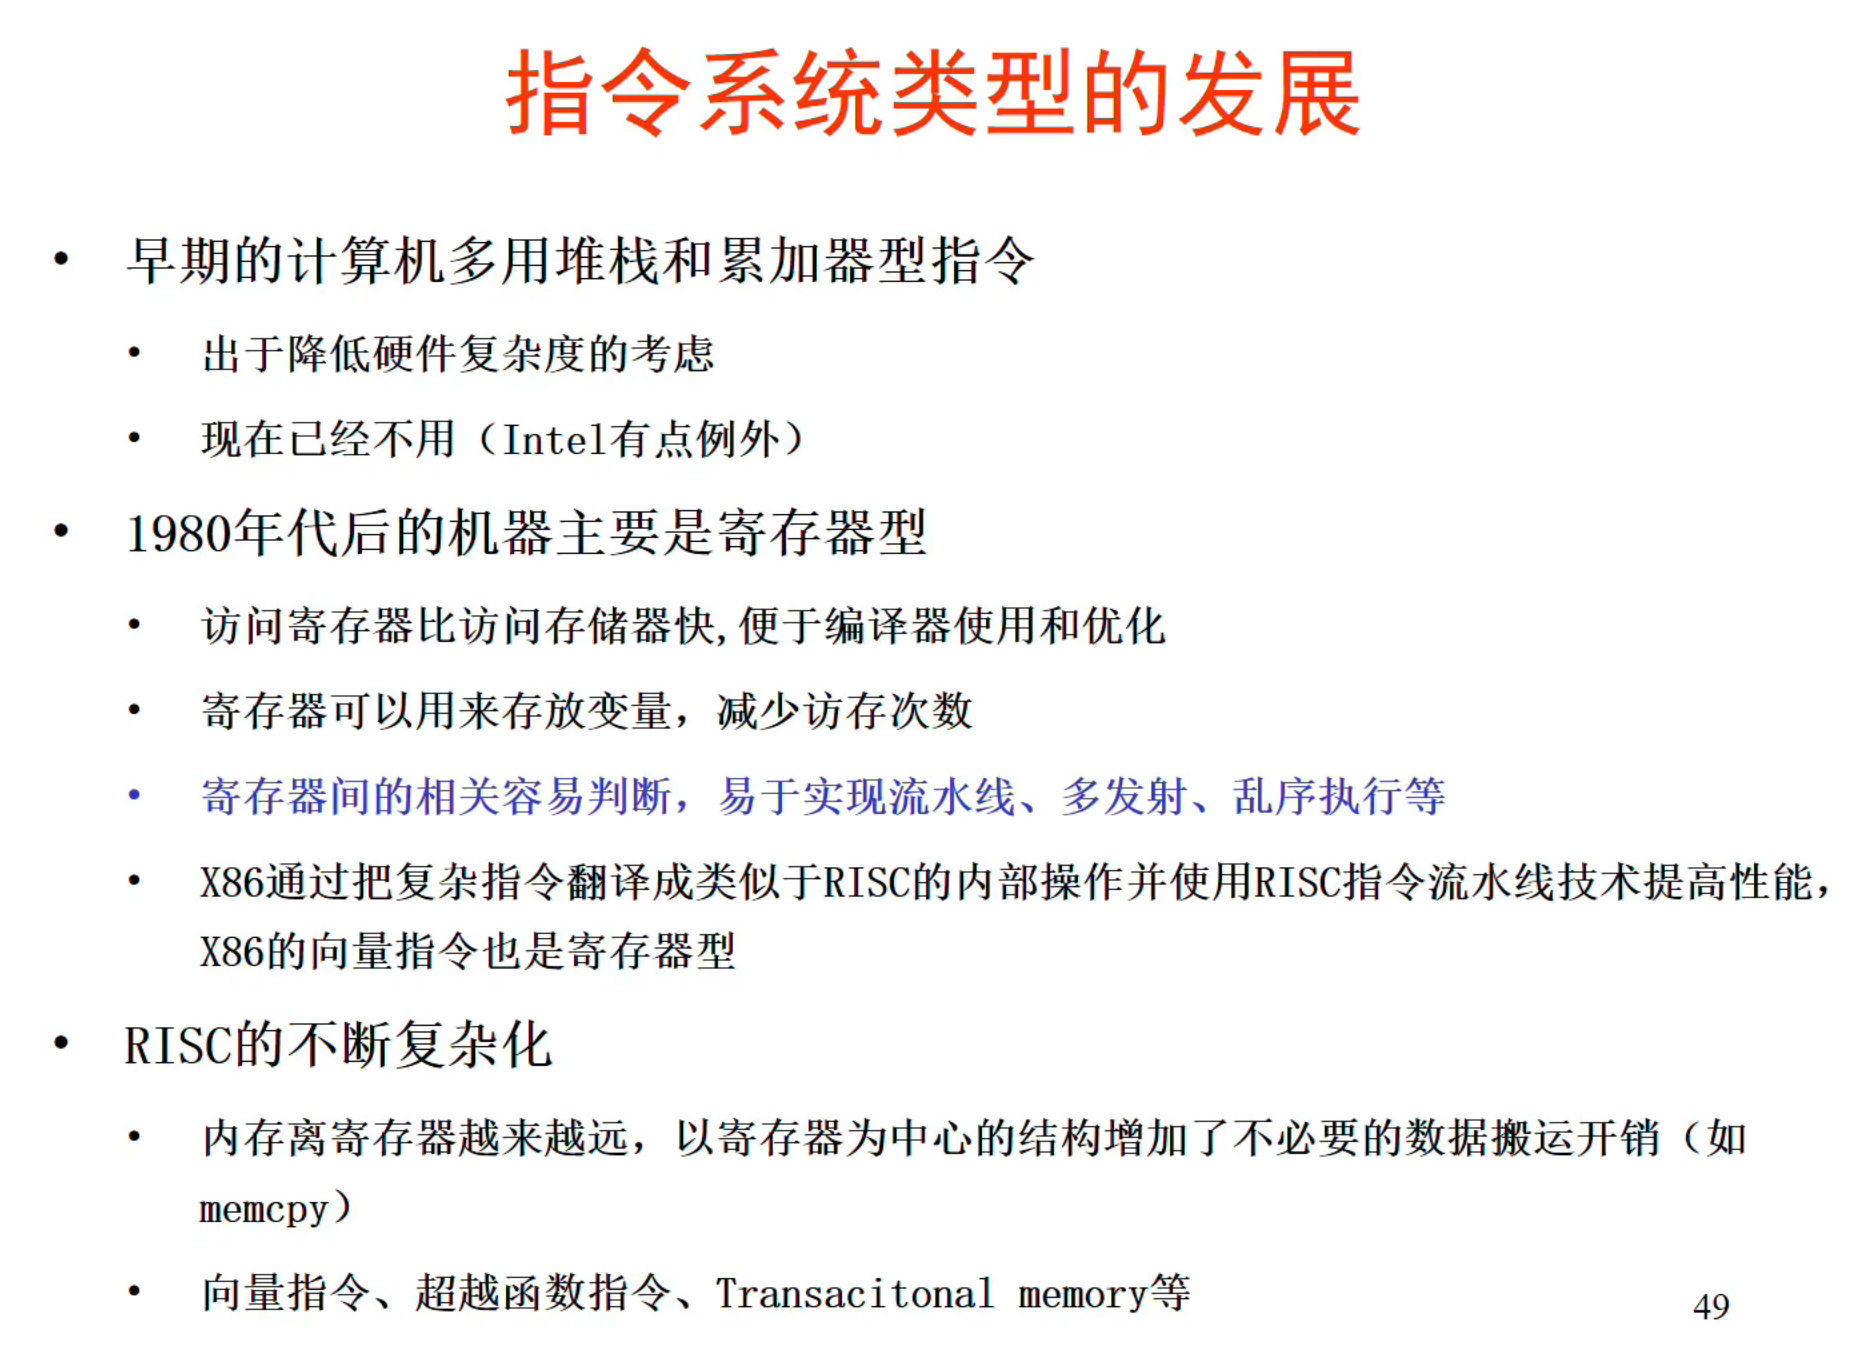 指令系统类型的发展
• 早期的计算机多用堆栈和累加器型指令
• 出于降低硬件复杂度的考虑
• 现在已经不用（Intel有点例外）
• 1980年代后的机器主要是寄存器型
• 访问寄存器比访问存储器快,便于编译器使用和优化
• 寄存器可以用来存放变量，减少访存次数
• 寄存器间的相关容易判断，易于实现流水线、多发射、乱序执行等
• X86通过把复杂指令翻译成类似于RISC的内部操作并使用RISC指令流水线技术提高性能，
X86的向量指令也是寄存器型
• RISC的不断复杂化
• 内存离寄存器越来越远，以寄存器为中心的结构增加了不必要的数据搬运开销（如
memcpy）
• 向量指令、超越函数指令、Transacitonal memory等
49